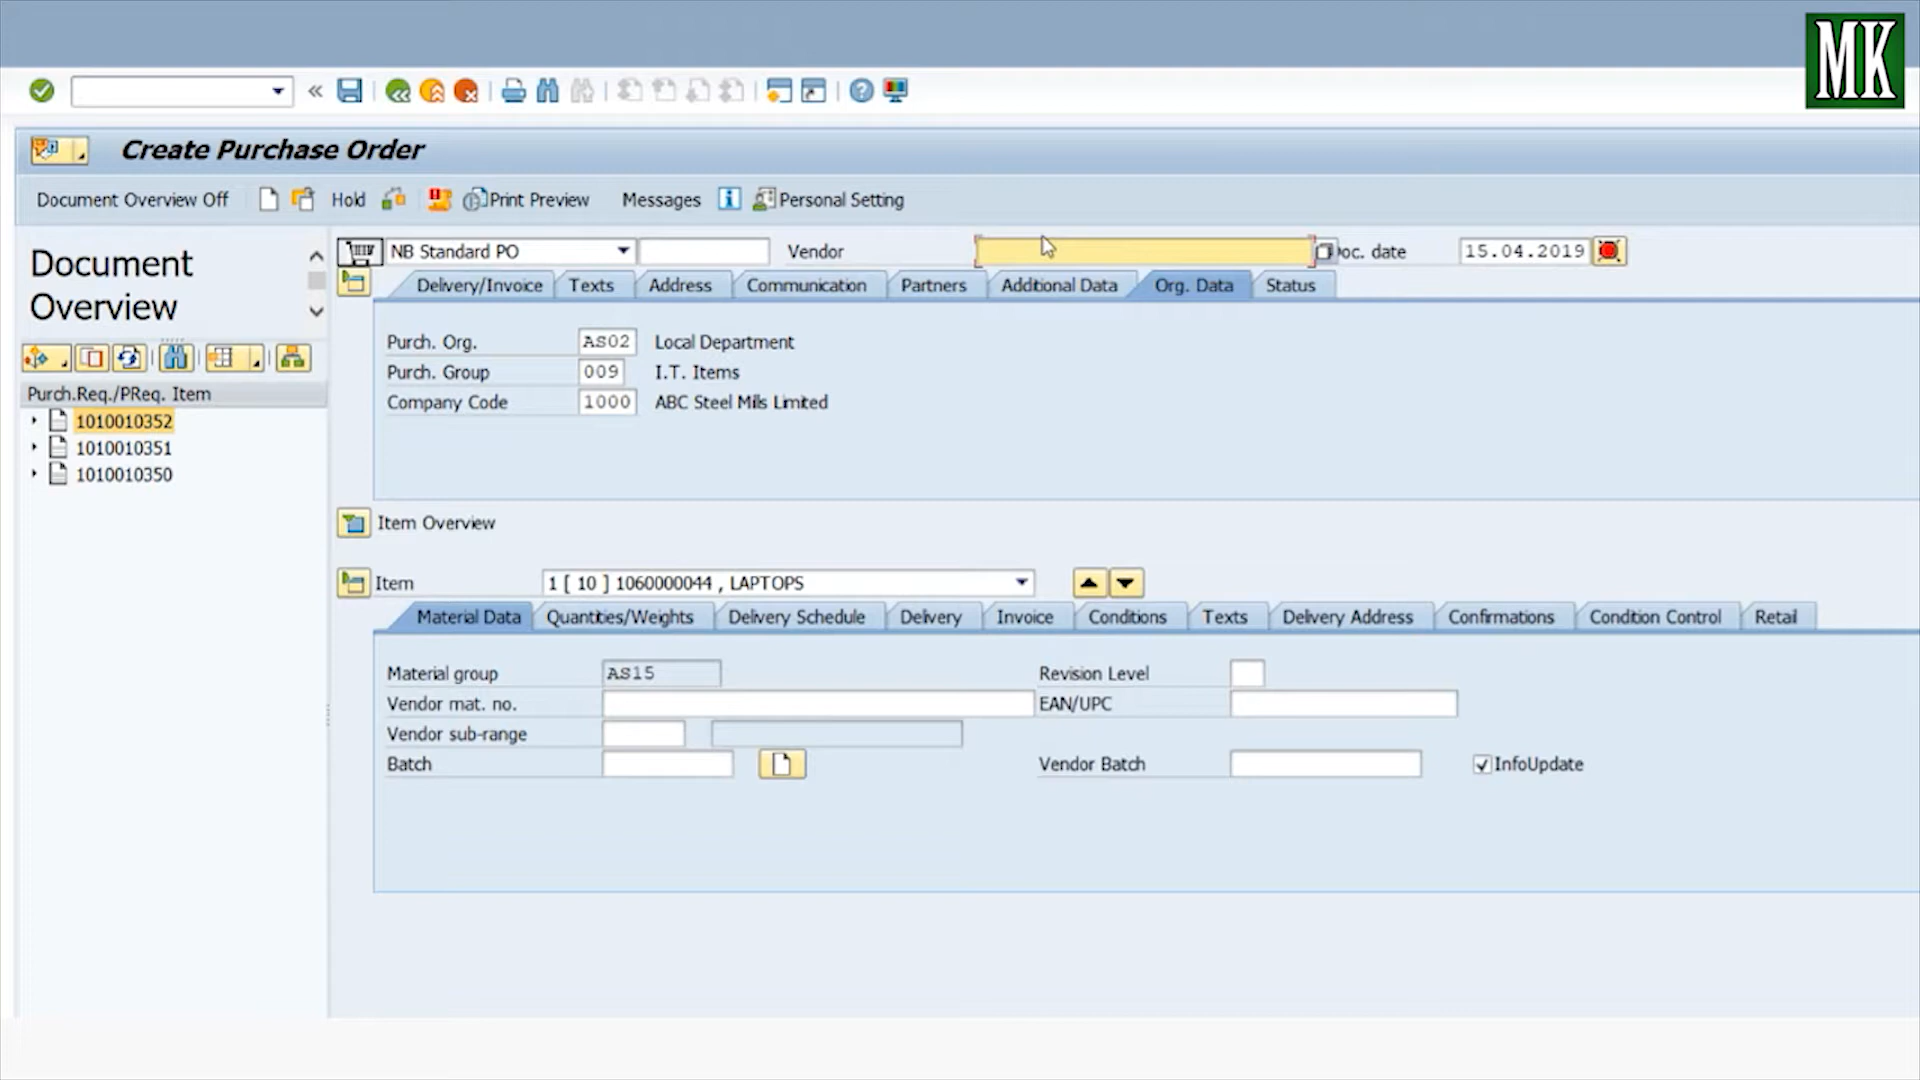 MK
Create Purchase Order
Document Overview Off Hold Print Preview Messages Personal Setting
Document
Overview
Purch.Req./PReq. Item
1010010352
1010010351
1010010350
NB Standard PO Vendor Doc. date 15.04.2019
Delivery/Invoice Texts Address Communication Partners Additional Data Org. Data Status
Purch. Org. AS02 Local Department
Purch. Group 009 I.T. Items
Company Code 1000 ABC Steel Mills Limited
Item Overview
Item 1 [ 10 ] 1060000044 , LAPTOPS
Material Data Quantities/Weights Delivery Schedule Delivery Invoice Conditions Texts Delivery Address Confirmations Condition Control Retail
Material group AS15 Revision Level
Vendor mat. no. EAN/UPC
Vendor sub-range
Batch Vendor Batch InfoUpdate